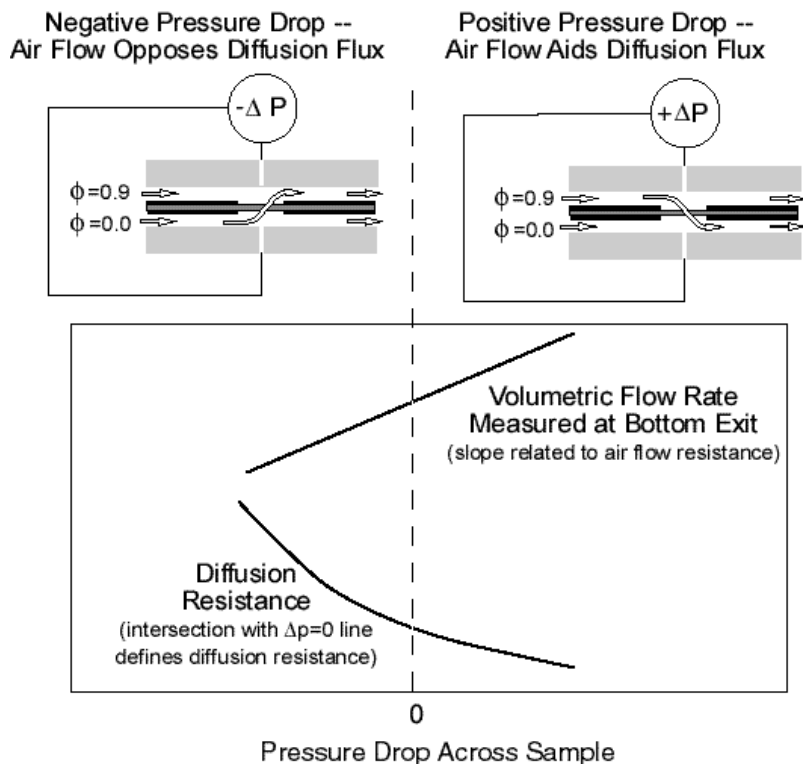 Negative Pressure Drop --
Air Flow Opposes Diffusion Flux
Positive Pressure Drop --
Air Flow Aids Diffusion Flux
-Δ P
+ΔP
ϕ=0.9
ϕ=0.0
ϕ=0.9
ϕ=0.0
Volumetric Flow Rate
Measured at Bottom Exit
(slope related to air flow resistance)
Diffusion
Resistance
(intersection with Δp=0 line
defines diffusion resistance)
0
Pressure Drop Across Sample